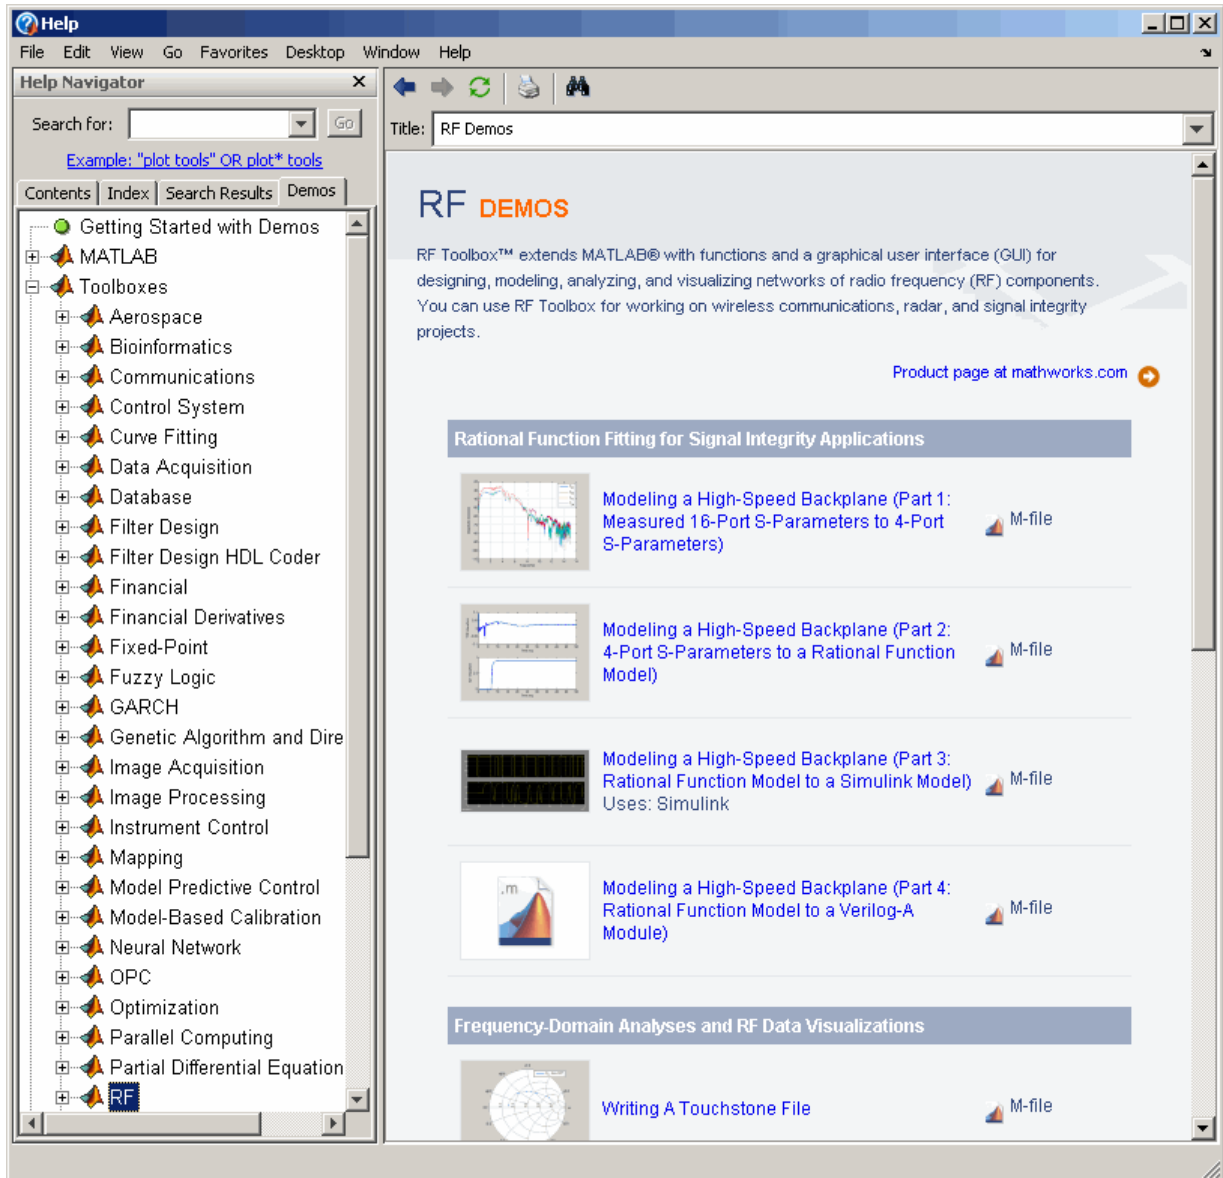 Help
File Edit View Go Favorites Desktop Window Help
Help Navigator
Search for: Go
Example: "plot tools" OR plot* tools
Contents Index Search Results Demos
Getting Started with Demos
MATLAB
Toolboxes
Aerospace
Bioinformatics
Communications
Control System
Curve Fitting
Data Acquisition
Database
Filter Design
Filter Design HDL Coder
Financial
Financial Derivatives
Fixed-Point
Fuzzy Logic
GARCH
Genetic Algorithm and Dire
Image Acquisition
Image Processing
Instrument Control
Mapping
Model Predictive Control
Model-Based Calibration
Neural Network
OPC
Optimization
Parallel Computing
Partial Differential Equation
RF
Title: RF Demos
RF DEMOS
RF Toolbox™ extends MATLAB® with functions and a graphical user interface (GUI) for
designing, modeling, analyzing, and visualizing networks of radio frequency (RF) components.
You can use RF Toolbox for working on wireless communications, radar, and signal integrity
projects.
Product page at mathworks.com
Rational Function Fitting for Signal Integrity Applications
Modeling a High-Speed Backplane (Part 1:
Measured 16-Port S-Parameters to 4-Port
S-Parameters)
M-file
Modeling a High-Speed Backplane (Part 2:
4-Port S-Parameters to a Rational Function
Model)
M-file
Modeling a High-Speed Backplane (Part 3:
Rational Function Model to a Simulink Model)
Uses: Simulink
M-file
.m
Modeling a High-Speed Backplane (Part 4:
Rational Function Model to a Verilog-A
Module)
M-file
Frequency-Domain Analyses and RF Data Visualizations
Writing A Touchstone File
M-file